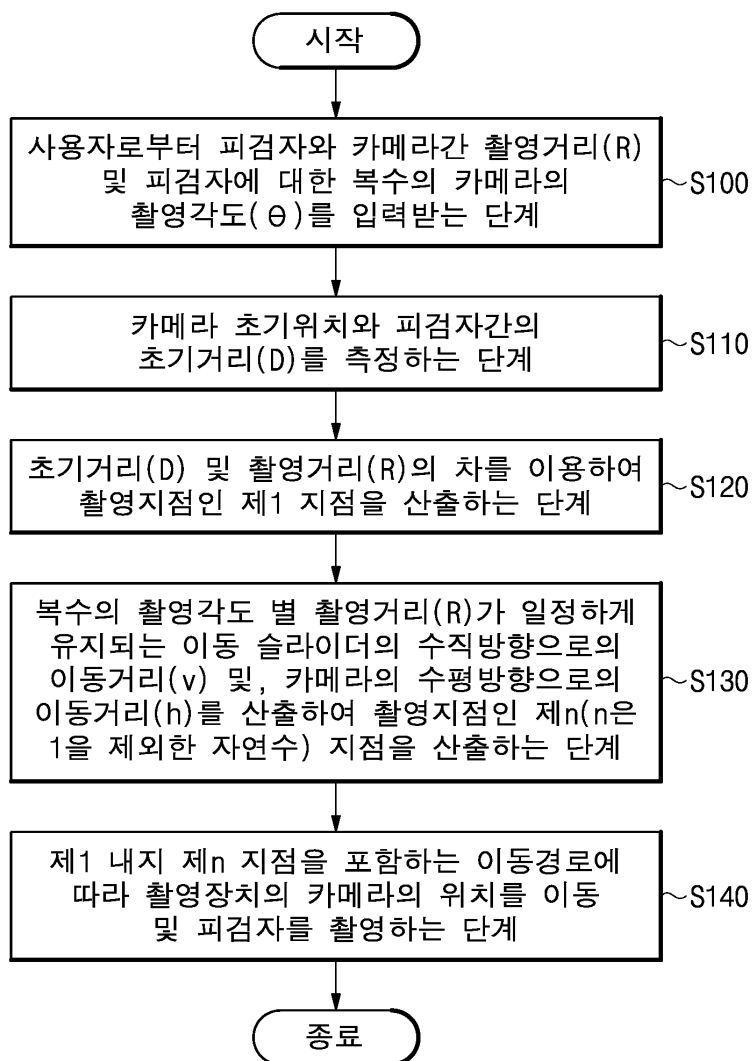 시작
사용자로부터 피검자와 카메라간 촬영거리(R)
및 피검자에 대한 복수의 카메라의
촬영각도(θ)를 입력받는 단계
S100
카메라 초기위치와 피검자간의
초기거리(D)를 측정하는 단계
S110
초기거리(D) 및 촬영거리(R)의 차를 이용하여
촬영지점인 제1 지점을 산출하는 단계
S120
복수의 촬영각도 별 촬영거리(R)가 일정하게
유지되는 이동 슬라이더의 수직방향으로의
이동거리(v) 및, 카메라의 수평방향으로의
이동거리(h)를 산출하여 촬영지점인 제n(n은
1을 제외한 자연수) 지점을 산출하는 단계
S130
제1 내지 제n 지점을 포함하는 이동경로에
따라 촬영장치의 카메라의 위치를 이동
및 피검자를 촬영하는 단계
S140
종료